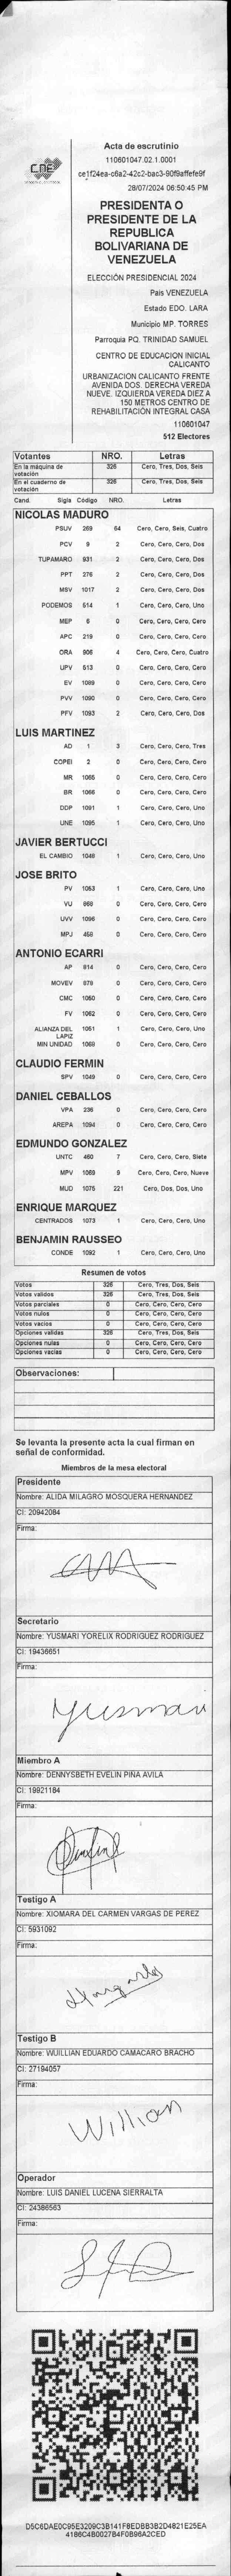 CNE
Acta de escrutinio
110601047.02.1.0001
ce1f24ea-c6a2-42c2-bac3-80f9affefe9f
28/07/2024 06:50:45 PM
PRESIDENTA O
PRESIDENTE DE LA
REPUBLICA
BOLIVARIANA DE
VENEZUELA
ELECCIÓN PRESIDENCIAL 2024
Pais VENEZUELA
Estado EDO. LARA
Municipio MP. TORRES
Parroquia PQ. TRINIDAD SAMUEL
CENTRO DE EDUCACION INICIAL
CALICANTO
URBANIZACION CALICANTO FRENTE
AVENIDA DOS. DERECHA VEREDA
NUEVE. IZQUIERDA VEREDA DIEZ A
150 METROS CENTRO DE
REHABILITACIÓN INTEGRAL CASA
110601047
512 Electores
Votantes NRO. Letras
En la máquina de votación 326 Cero, Tres, Dos, Seis
En el cuaderno de votación 326 Cero, Tres, Dos, Seis
Cand. Sigla Código NRO. Letras
NICOLAS MADURO
PSUV 269 64 Cero, Cero, Seis, Cuatro
PCV 9 2 Cero, Cero, Cero, Dos
TUPAMARO 931 2 Cero, Cero, Cero, Dos
PPT 276 2 Cero, Cero, Cero, Dos
MSV 1017 2 Cero, Cero, Cero, Dos
PODEMOS 514 1 Cero, Cero, Cero, Uno
MEP 6 0 Cero, Cero, Cero, Cero
APC 219 0 Cero, Cero, Cero, Cero
ORA 906 4 Cero, Cero, Cero, Cuatro
UPV 513 0 Cero, Cero, Cero, Cero
EV 1089 0 Cero, Cero, Cero, Cero
PVV 1090 0 Cero, Cero, Cero, Cero
PFV 1093 2 Cero, Cero, Cero, Dos
LUIS MARTINEZ
AD 1 3 Cero, Cero, Cero, Tres
COPEI 2 0 Cero, Cero, Cero, Cero
MR 1065 0 Cero, Cero, Cero, Cero
BR 1066 0 Cero, Cero, Cero, Cero
DDP 1091 1 Cero, Cero, Cero, Uno
UNE 1095 1 Cero, Cero, Cero, Uno
JAVIER BERTUCCI
EL CAMBIO 1048 1 Cero, Cero, Cero, Uno
JOSE BRITO
PV 1053 1 Cero, Cero, Cero, Uno
VU 868 0 Cero, Cero, Cero, Cero
UVV 1096 0 Cero, Cero, Cero, Cero
MPJ 458 0 Cero, Cero, Cero, Cero
ANTONIO ECARRI
AP 814 0 Cero, Cero, Cero, Cero
MOVEV 878 0 Cero, Cero, Cero, Cero
CMC 1050 0 Cero, Cero, Cero, Cero
FV 1062 0 Cero, Cero, Cero, Cero
ALIANZA DEL LAPIZ 1051 1 Cero, Cero, Cero, Uno
MIN UNIDAD 1068 0 Cero, Cero, Cero, Cero
CLAUDIO FERMIN
SPV 1049 0 Cero, Cero, Cero, Cero
DANIEL CEBALLOS
VPA 236 0 Cero, Cero, Cero, Cero
AREPA 1094 0 Cero, Cero, Cero, Cero
EDMUNDO GONZALEZ
UNTC 460 7 Cero, Cero, Cero, Siete
MPV 1069 9 Cero, Cero, Cero, Nueve
MUD 1075 221 Cero, Dos, Dos, Uno
ENRIQUE MARQUEZ
CENTRADOS 1073 1 Cero, Cero, Cero, Uno
BENJAMIN RAUSSEO
CONDE 1092 1 Cero, Cero, Cero, Uno
Resumen de votos
Votos 326 Cero, Tres, Dos, Seis
Votos validos 326 Cero, Tres, Dos, Seis
Votos parciales 0 Cero, Cero, Cero, Cero
Votos nulos 0 Cero, Cero, Cero, Cero
Votos vacios 0 Cero, Cero, Cero, Cero
Opciones validas 326 Cero, Tres, Dos, Seis
Opciones nulas 0 Cero, Cero, Cero, Cero
Opciones vacias 0 Cero, Cero, Cero, Cero
Observaciones:
Se levanta la presente acta la cual firman en
señal de conformidad.
Miembros de la mesa electoral
Presidente
Nombre: ALIDA MILAGRO MOSQUERA HERNANDEZ
CI: 20942084
Firma:
Secretario
Nombre: YUSMARI YORELIX RODRIGUEZ RODRIGUEZ
CI: 19436651
Firma:
Yusmari
Miembro A
Nombre: DENNYSBETH EVELIN PIÑA AVILA
CI: 19921184
Firma:
Testigo A
Nombre: XIOMARA DEL CARMEN VARGAS DE PEREZ
CI: 5931092
Firma:
Testigo B
Nombre: WUILLIAN EDUARDO CAMACARO BRACHO
CI: 27194057
Firma:
Willian
Operador
Nombre: LUIS DANIEL LUCENA SIERRALTA
CI: 24386563
Firma:
D5C6DAE0C95E3209C3B141F8EDBB3B2D4821E25EA
4186C4B0027B4F0B96A2CED